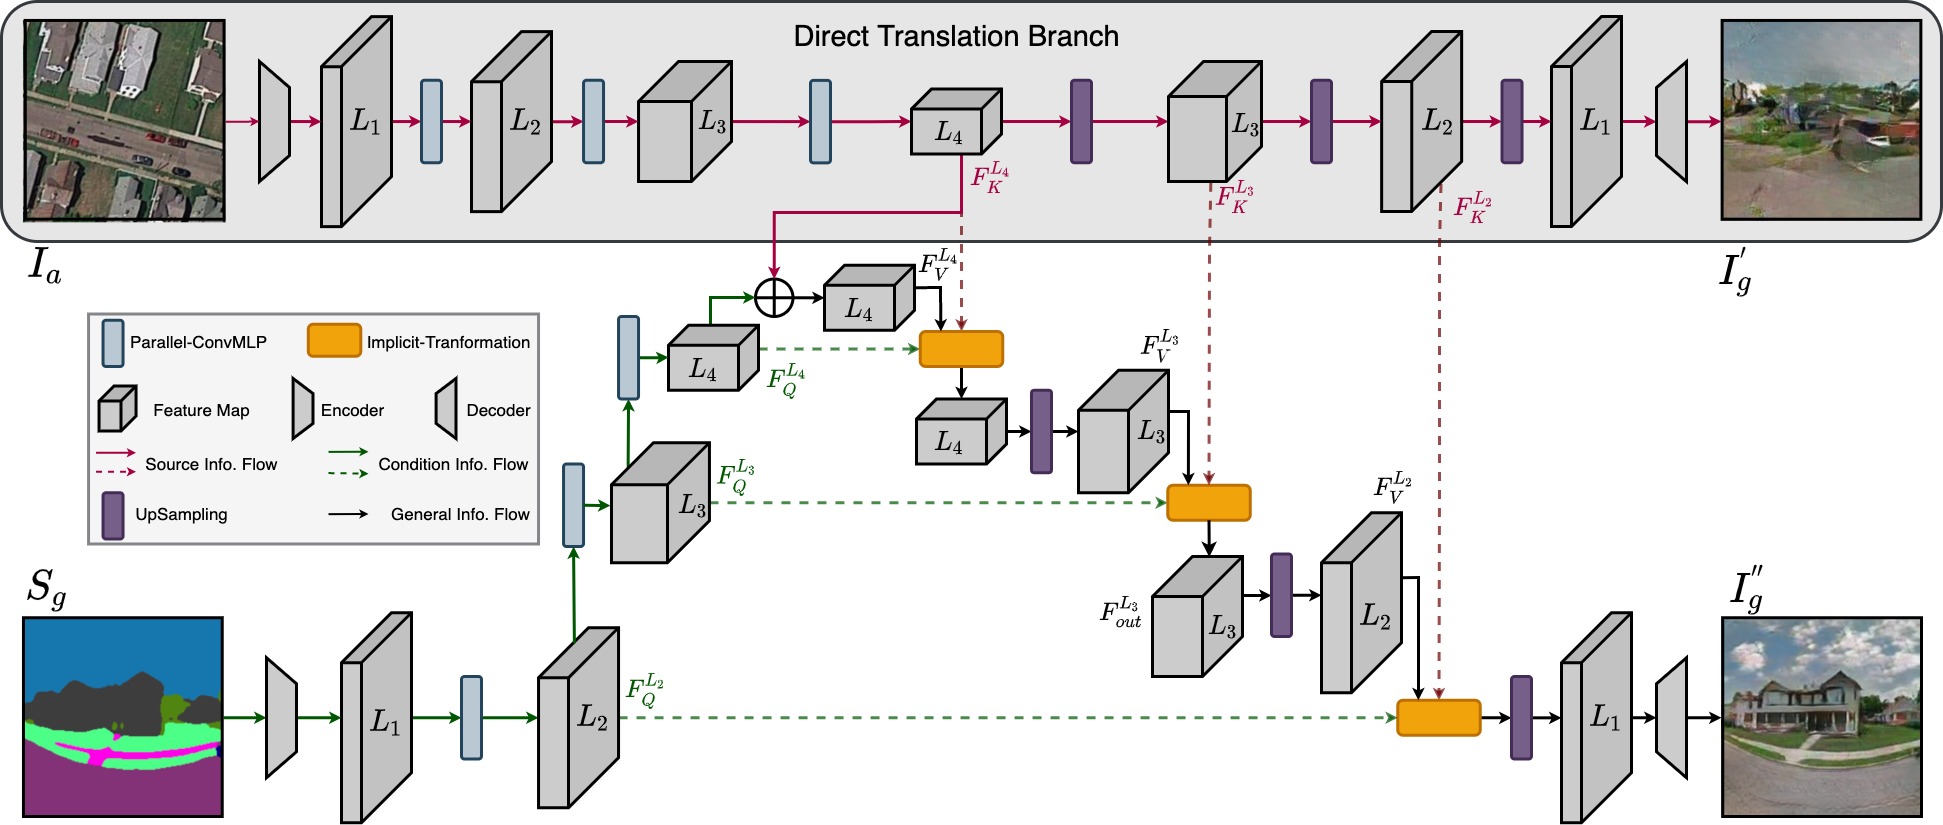 Direct Translation Branch
L_1
L_2
L_3
L_4
L_3
L_2
L_1
F_K^{L_4}
F_K^{L_3}
F_K^{L_2}
I_a
I_g^{'}
F_V^{L_4}
L_4
L_4
F_Q^{L_4}
Parallel-ConvMLP
Implicit-Tranformation
Feature Map
Encoder
Decoder
Source Info. Flow
Condition Info. Flow
UpSampling
General Info. Flow
F_V^{L_3}
L_4
L_3
L_3
F_Q^{L_3}
F_V^{L_2}
F_{out}^{L_3}
L_3
L_2
S_g
I_g^{''}
L_1
L_2
F_Q^{L_2}
L_1